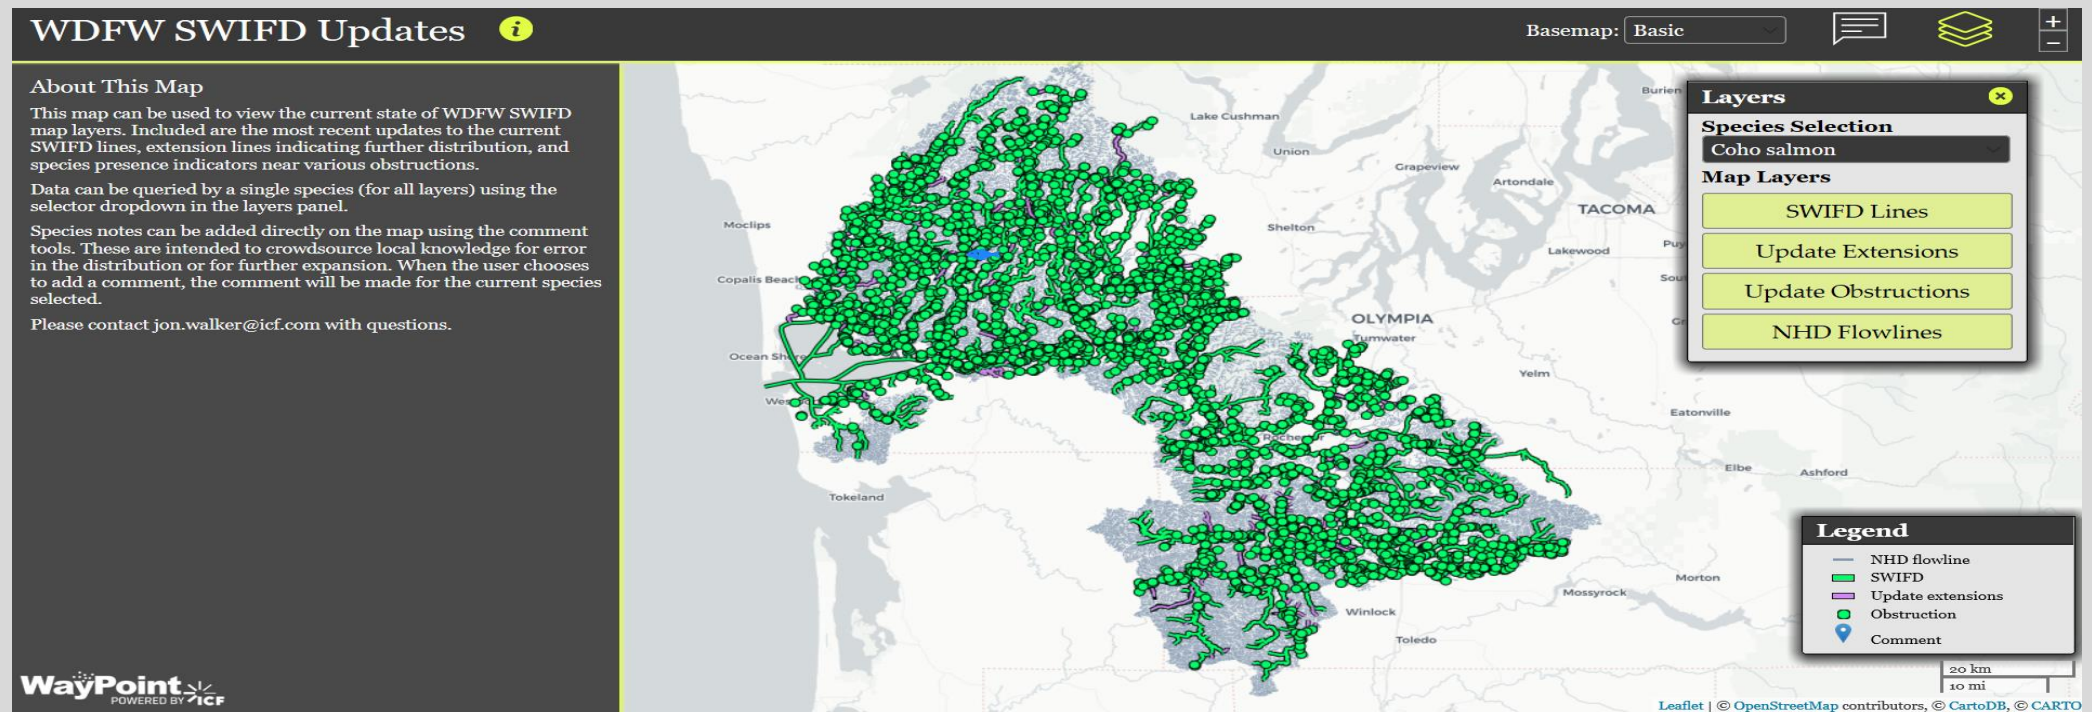 WDFW SWIFD Updates
i
Basemap: Basic
+
−
About This Map
This map can be used to view the current state of WDFW SWIFD
map layers. Included are the most recent updates to the current
SWIFD lines, extension lines indicating further distribution, and
species presence indicators near various obstructions.
Data can be queried by a single species (for all layers) using the
selector dropdown in the layers panel.
Species notes can be added directly on the map using the comment
tools. These are intended to crowdsource local knowledge for error
in the distribution or for further expansion. When the user chooses
to add a comment, the comment will be made for the current species
selected.
Please contact jon.walker@icf.com with questions.
WayPoint
POWERED BY ICF
Lake Cushman
Union
Grapeview
Artondale
Burien
TACOMA
Moclips
Shelton
Lakewood
Copalis Beach
OLYMPIA
Tumwater
Yelm
Eatonville
Elbe
Ashford
Tokeland
Morton
Mossyrock
Winlock
Toledo
Layers
Species Selection
Coho salmon
Map Layers
SWIFD Lines
Update Extensions
Update Obstructions
NHD Flowlines
Legend
NHD flowline
SWIFD
Update extensions
Obstruction
Comment
20 km
10 mi
Leaflet | © OpenStreetMap contributors, © CartoDB, © CARTO